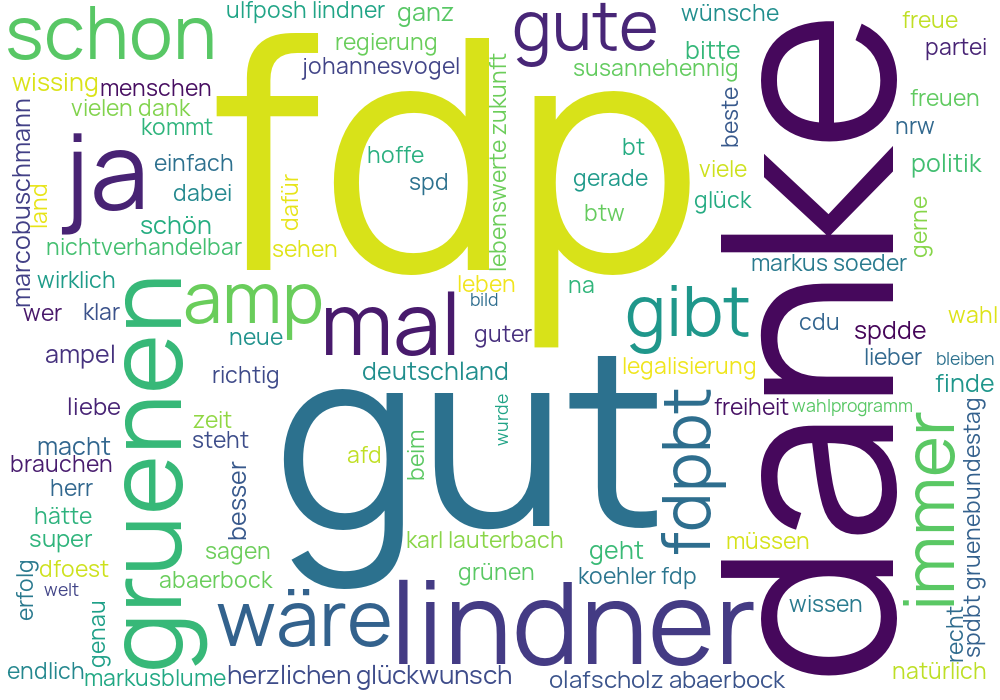 schon
ulfposh lindner
ganz
gute
wünsche
freue
regierung
bitte
partei
johannesvogel
susannehennig
wissing
menschen
fdp
danke
vielen dank
freuen
kommt
beste
nrw
marcobuschmann
ja
lebenswerte zukunft
hoffe
bt
einfach
viele
politik
spd
gerade
dabei
land
dafür
glück
btw
schön
gerne
nichtverhandelbar
sehen
markus soeder
wirklich
leben
na
gruenen
amp
mal
bild
gibt
wer
klar
cdu
wahl
neue
guter
spdde
ampel
lieber
bleiben
richtig
deutschland
legalisierung
finde
gut
liebe
wurde
fdpbt
freiheit
wahlprogramm
zeit
immer
spdbt gruenebundestag
macht
steht
afd
beim
brauchen
besser
herr
hätte
super
sagen
karl lauterbach
geht
müssen
erfolg
dfoest
abaerbock
grünen
koehler fdp
welt
wäre
lindner
wissen
genau
recht
endlich
markusblume
herzlichen glückwunsch
olafscholz abaerbock
natürlich